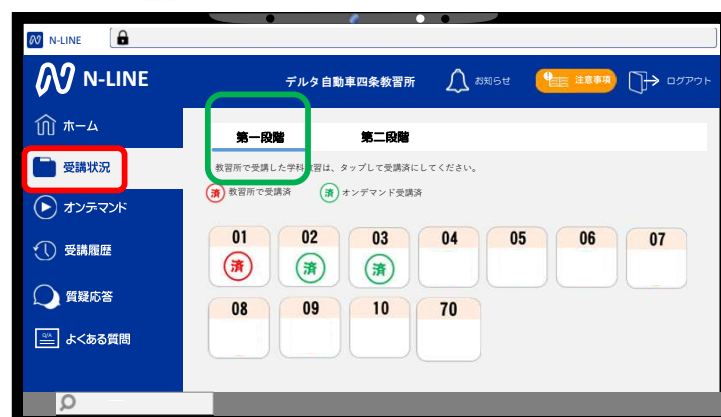 N-LINE
N-LINE
デルタ自動車四条教習所
お知らせ
注意事項
ログアウト
ホーム
受講状況
オンデマンド
受講履歴
質疑応答
Q/A
よくある質問
第一段階 第二段階
教習所で受講した学科教習は、タップして受講済にしてください。
済 教習所で受講済 済 オンデマンド受講済
01 02 03 04 05 06 07
済 済 済
08 09 10 70